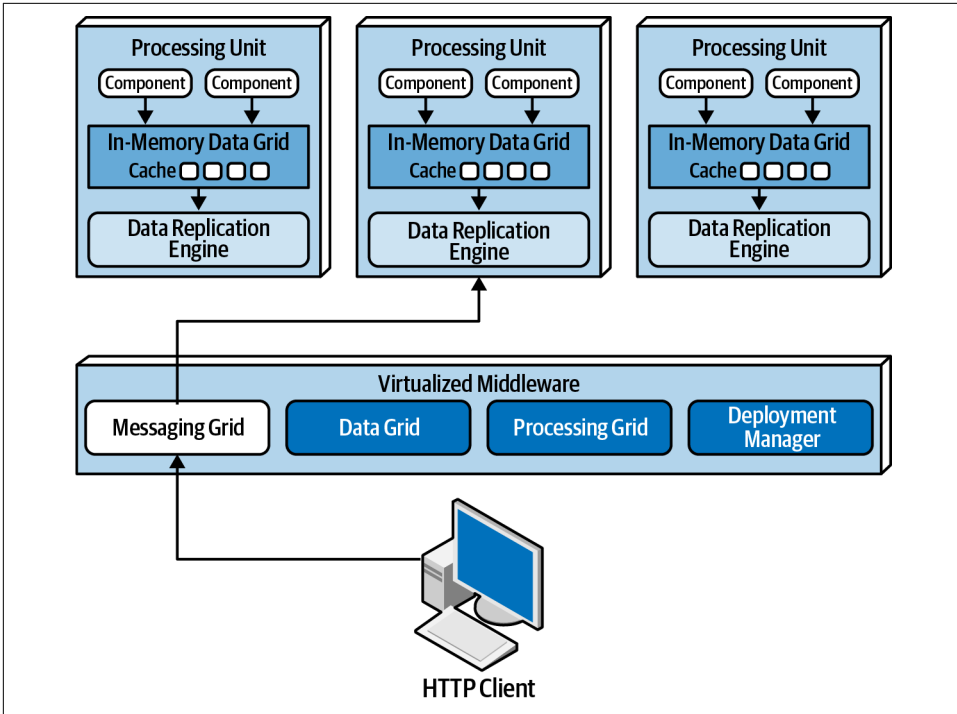 Processing Unit
Component Component
In-Memory Data Grid
Cache
Data Replication
Engine
Processing Unit
Component Component
In-Memory Data Grid
Cache
Data Replication
Engine
Processing Unit
Component Component
In-Memory Data Grid
Cache
Data Replication
Engine
Virtualized Middleware
Messaging Grid
Data Grid
Processing Grid
Deployment
Manager
HTTP Client